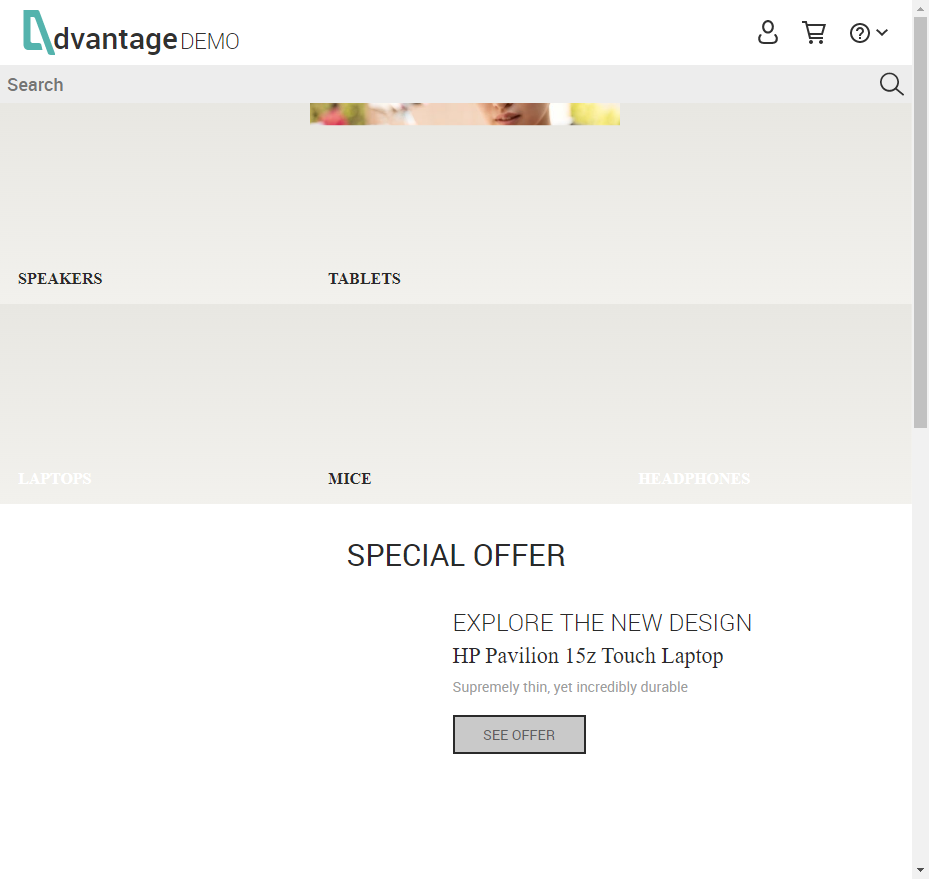 dvantage DEMO
Search
SPEAKERS
TABLETS
LAPTOPS
MICE
HEADPHONES
SPECIAL OFFER
EXPLORE THE NEW DESIGN
HP Pavilion 15z Touch Laptop
Supremely thin, yet incredibly durable
SEE OFFER